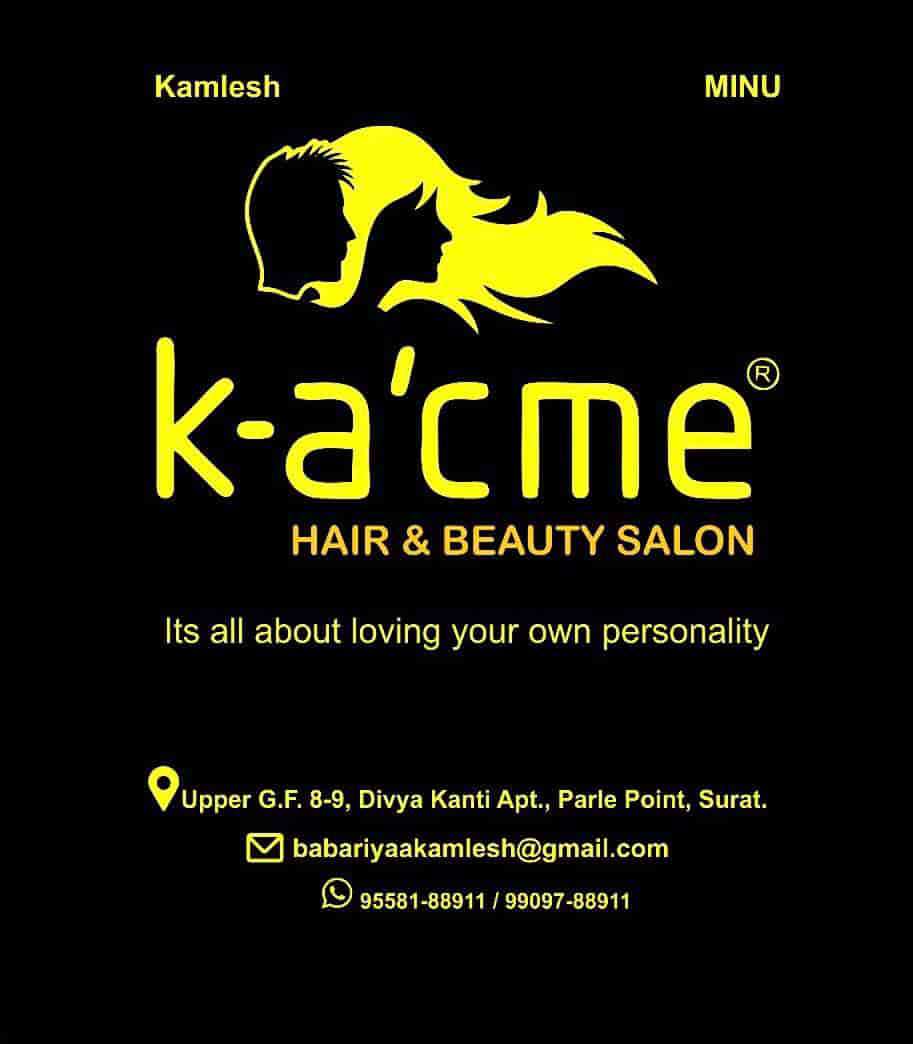 Kamlesh MINU
k-a'cme ®
HAIR & BEAUTY SALON
Its all about loving your own personality
Upper G.F. 8-9, Divya Kanti Apt., Parle Point, Surat.
babariyaakamlesh@gmail.com
95581-88911 / 99097-88911